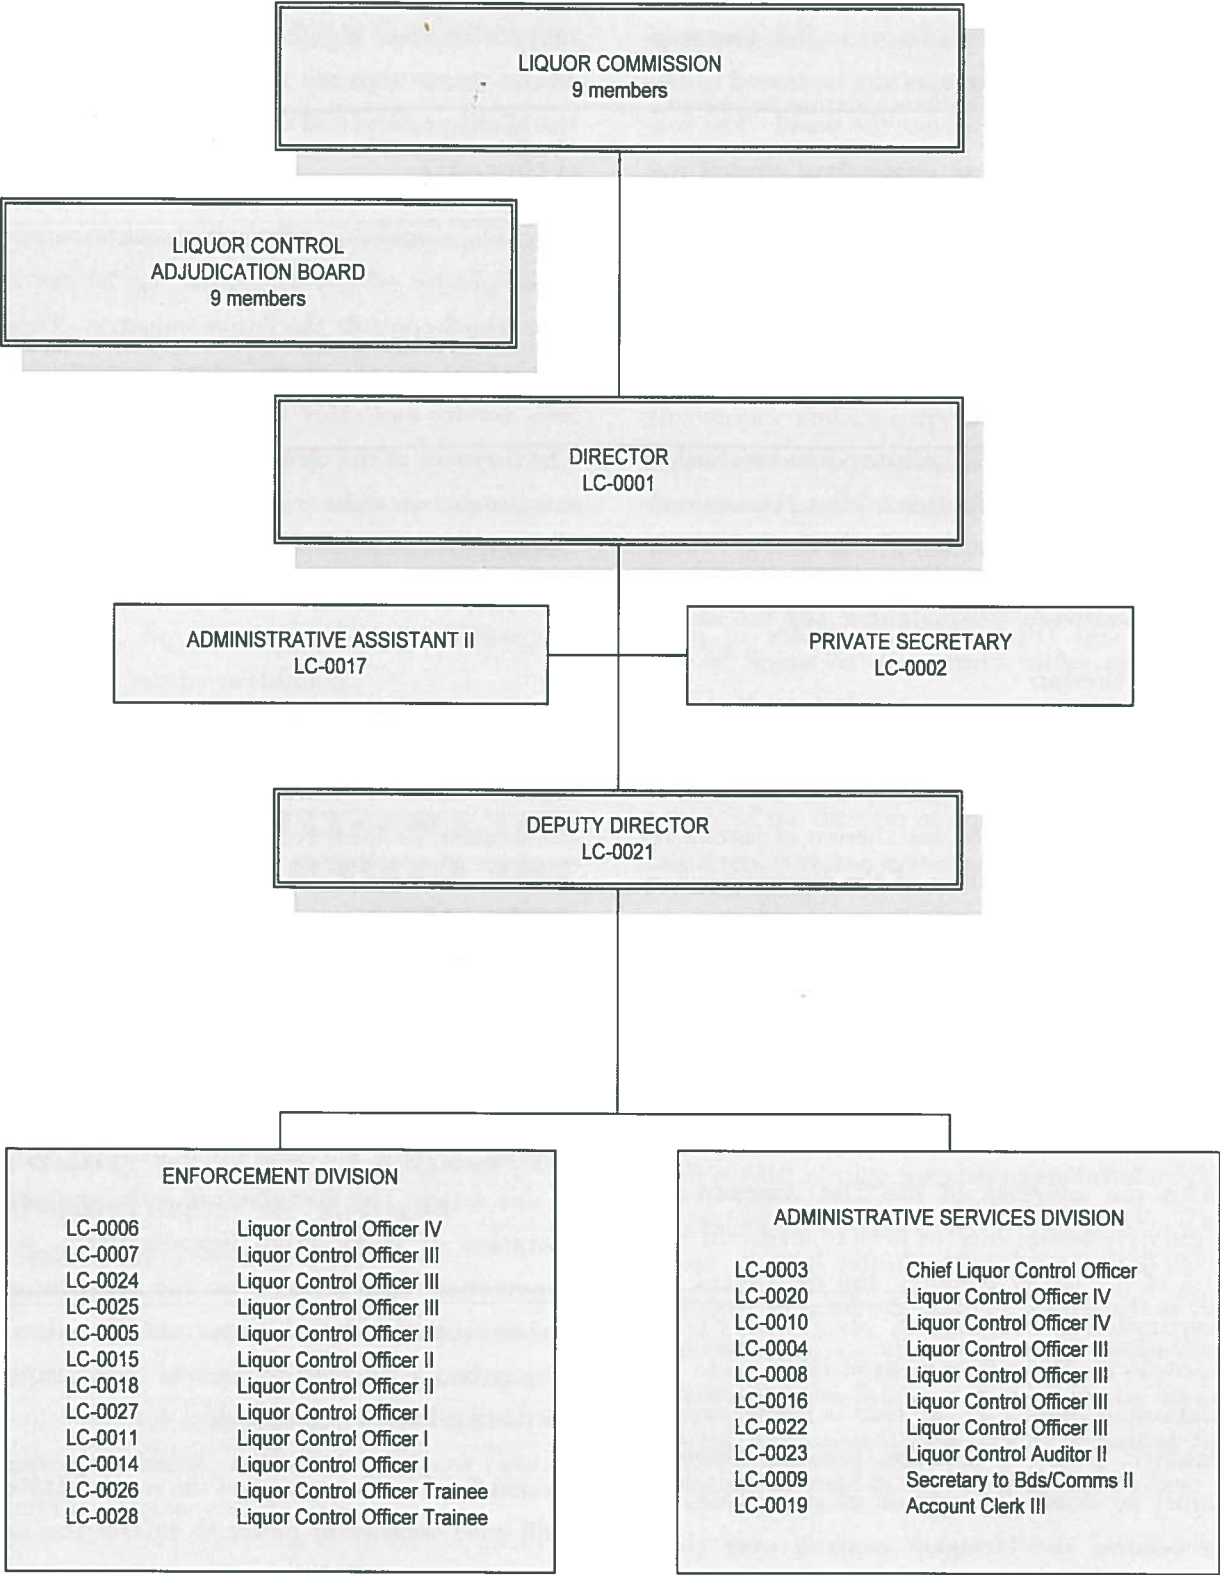 LIQUOR COMMISSION
9 members
LIQUOR CONTROL
ADJUDICATION BOARD
9 members
DIRECTOR
LC-0001
ADMINISTRATIVE ASSISTANT II
LC-0017
PRIVATE SECRETARY
LC-0002
DEPUTY DIRECTOR
LC-0021
ENFORCEMENT DIVISION
LC-0006 Liquor Control Officer IV
LC-0007 Liquor Control Officer III
LC-0024 Liquor Control Officer III
LC-0025 Liquor Control Officer III
LC-0005 Liquor Control Officer II
LC-0015 Liquor Control Officer II
LC-0018 Liquor Control Officer II
LC-0027 Liquor Control Officer I
LC-0011 Liquor Control Officer I
LC-0014 Liquor Control Officer I
LC-0026 Liquor Control Officer Trainee
LC-0028 Liquor Control Officer Trainee
ADMINISTRATIVE SERVICES DIVISION
LC-0003 Chief Liquor Control Officer
LC-0020 Liquor Control Officer IV
LC-0010 Liquor Control Officer IV
LC-0004 Liquor Control Officer III
LC-0008 Liquor Control Officer III
LC-0016 Liquor Control Officer III
LC-0022 Liquor Control Officer III
LC-0023 Liquor Control Auditor II
LC-0009 Secretary to Bds/Comms II
LC-0019 Account Clerk III